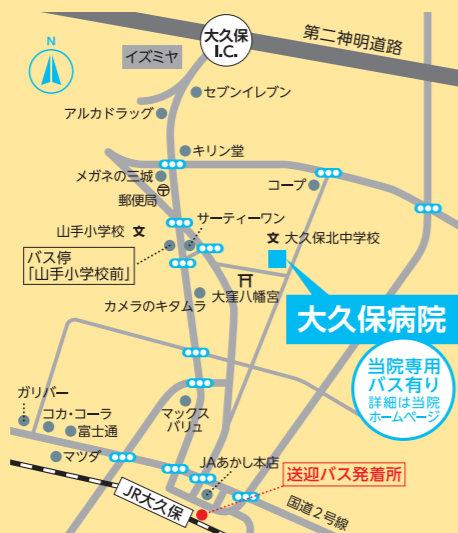 大久保
I.C.
第二神明道路
N
イズミヤ
セブンイレブン
アルカドラッグ
キリン堂
メガネの三城
コープ
郵便局
〒
サーティーワン
山手小学校 文
文 大久保北中学校
バス停
「山手小学校前」
大窪八幡宮
カメラのキタムラ
大久保病院
当院専用
バス有り
詳細は当院
ホームページ
ガリバー
コカ・コーラ
マックス
バリュ
富士通
マツダ
JAあかし本店
送迎バス発着所
JR大久保
国道2号線